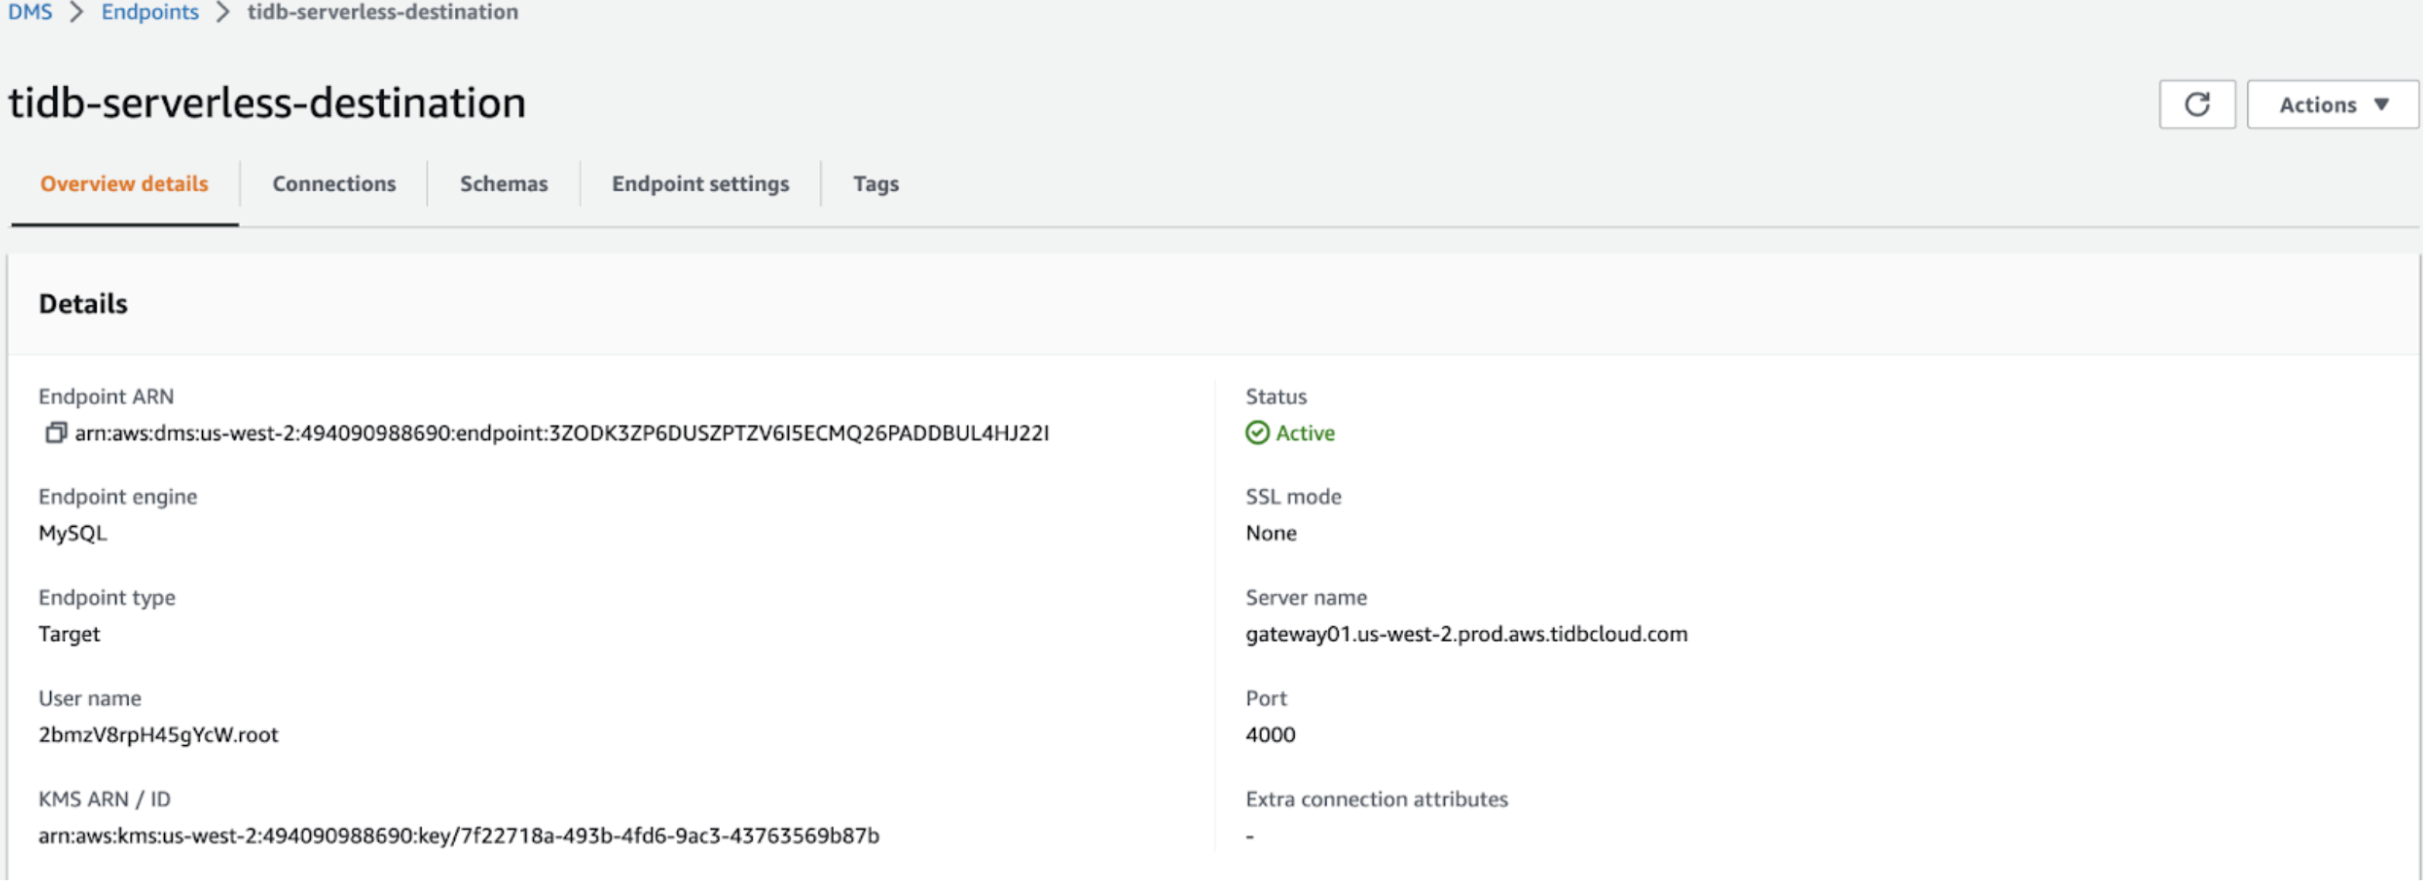 DMS > Endpoints > tidb-serverless-destination
tidb-serverless-destination
Actions ▼
Overview details
Connections
Schemas
Endpoint settings
Tags
Details
Endpoint ARN
arn:aws:dms:us-west-2:494090988690:endpoint:3ZODK3ZP6DUSZPTZV6I5ECMQ26PADDBUL4HJ22I
Endpoint engine
MySQL
Endpoint type
Target
User name
2bmzV8rpH45gYcW.root
KMS ARN / ID
arn:aws:kms:us-west-2:494090988690:key/7f22718a-493b-4fd6-9ac3-43763569b87b
Status
Active
SSL mode
None
Server name
gateway01.us-west-2.prod.aws.tidbcloud.com
Port
4000
Extra connection attributes
-